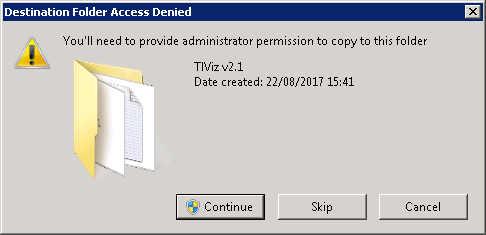 Destination Folder Access Denied
You'll need to provide administrator permission to copy to this folder
TIViz v2.1
Date created: 22/08/2017 15:41
Continue
Skip
Cancel